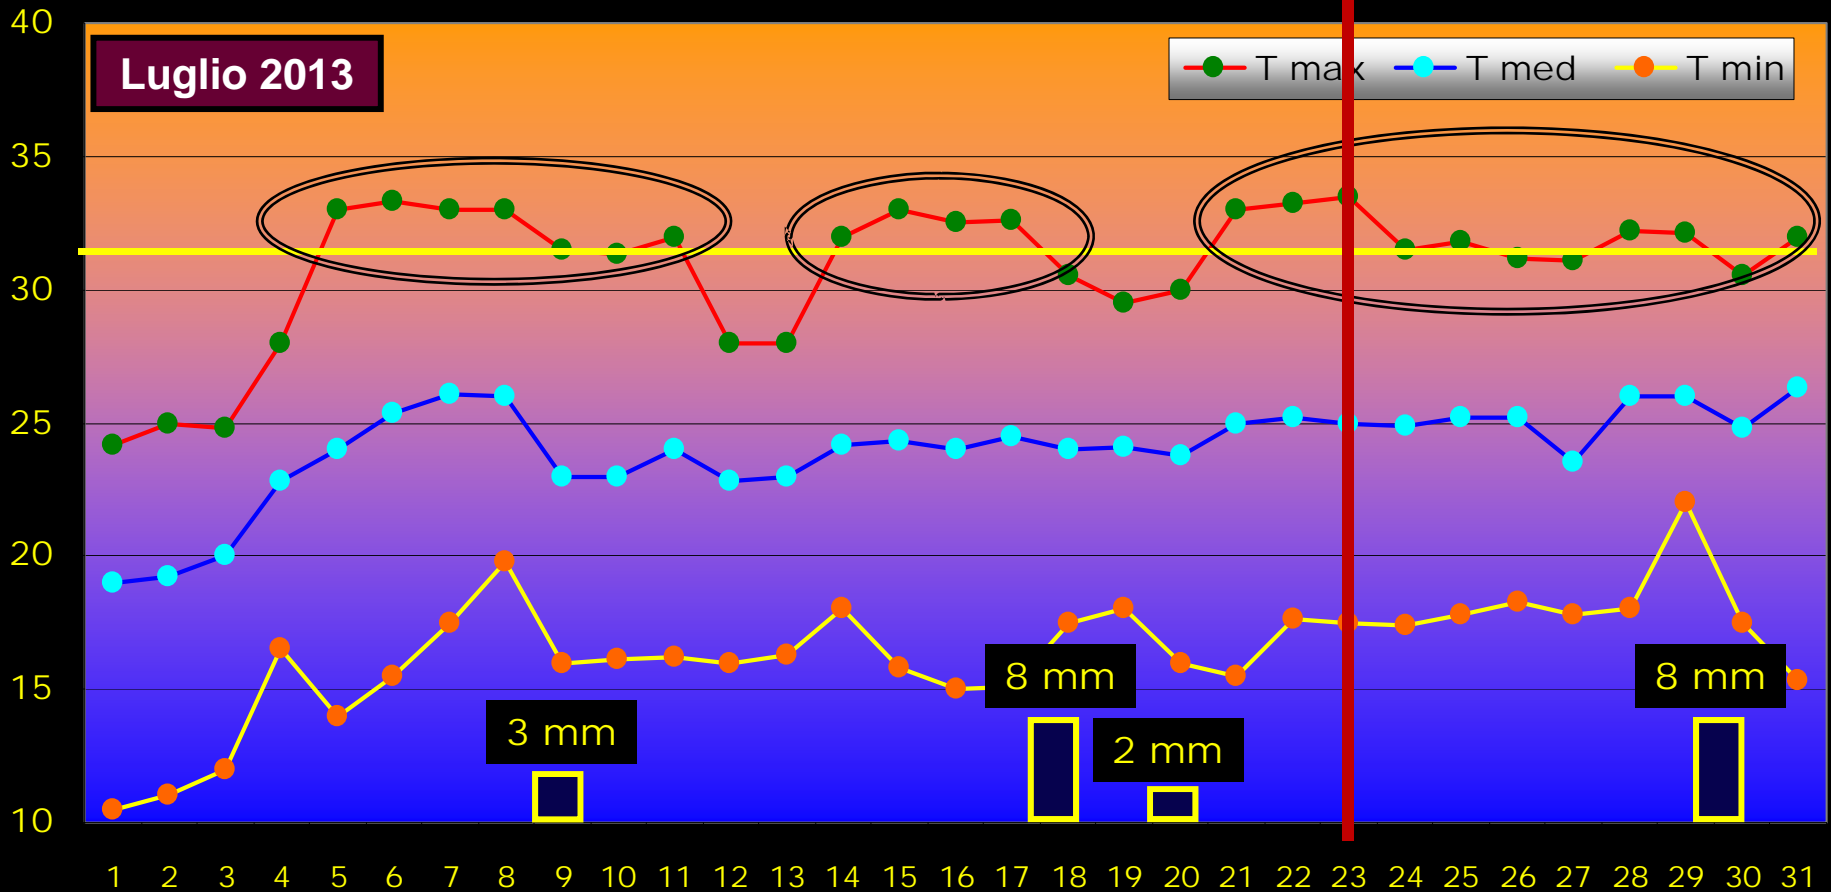 40
Luglio 2013
T max T med T min
35
30
25
20
15
10
8 mm
8 mm
3 mm
2 mm
1 2 3 4 5 6 7 8 9 10 11 12 13 14 15 16 17 18 19 20 21 22 23 24 25 26 27 28 29 30 31